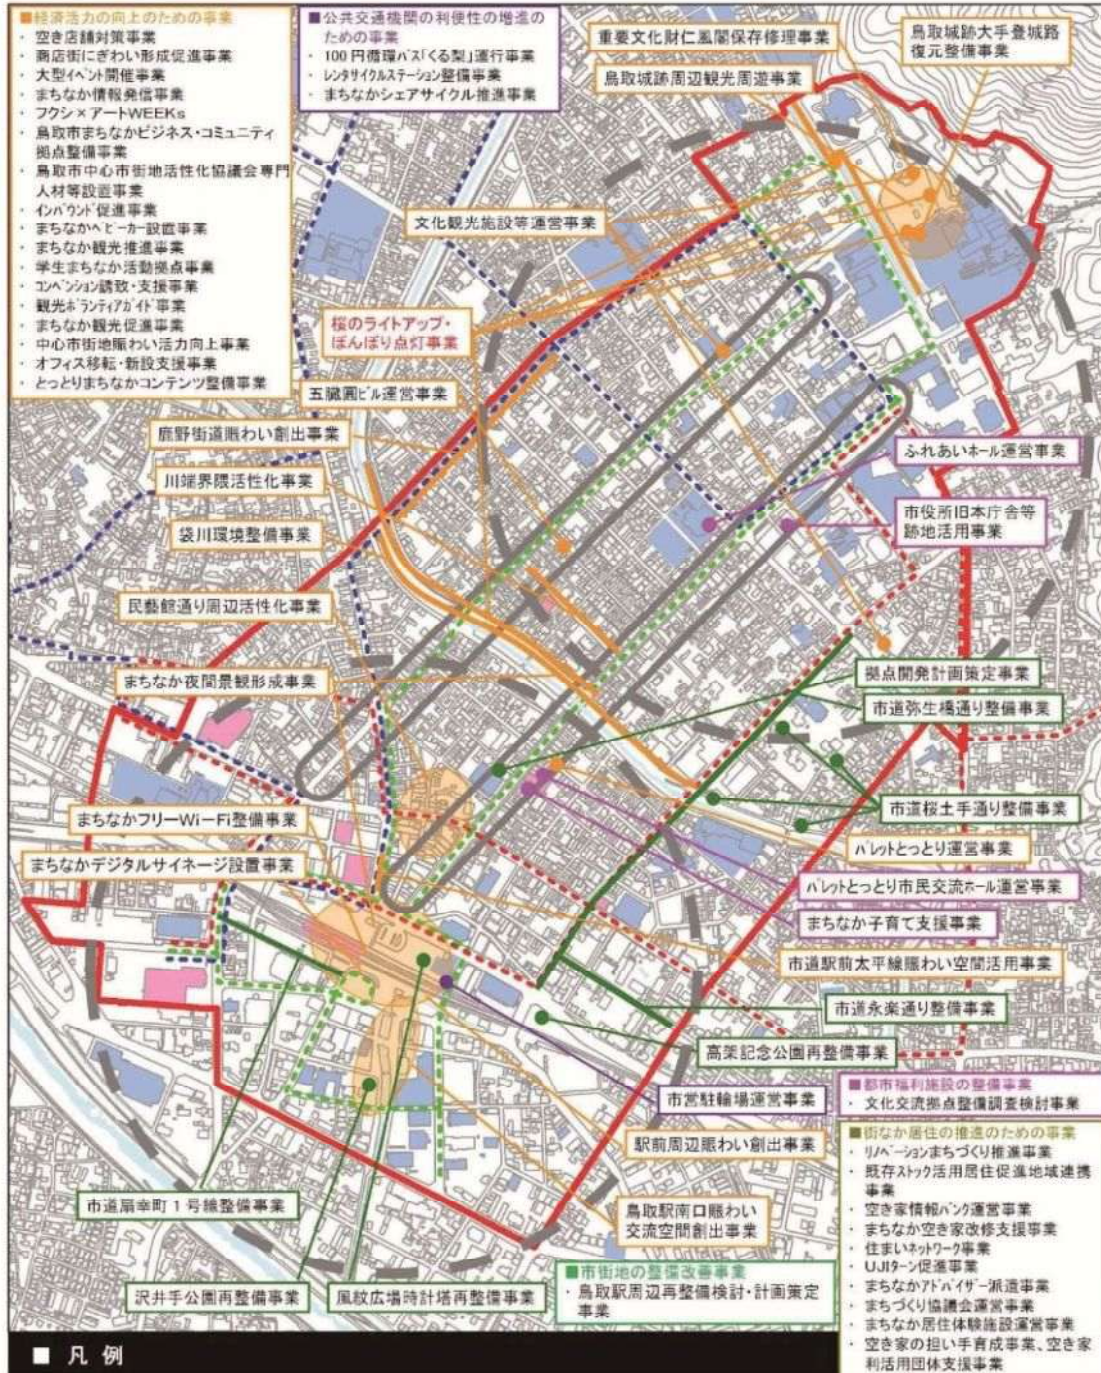 ■経済活力の向上のための事業
・ 空き店舗対策事業
・ 商店街にぎわい形成促進事業
・ 大型イベント開催事業
・ まちなか情報発信事業
・ フクシ×アートWEEKs
・ 鳥取市まちなかビジネス・コミュニティ
拠点整備事業
・ 鳥取市中心市街地活性化協議会専門
人材等設置事業
・ インバウンド促進事業
・ まちなかベビーカー設置事業
・ まちなか観光推進事業
・ 学生まちなか活動拠点事業
・ コンベンション誘致・支援事業
・ 観光ボランティアガイド事業
・ まちなか観光促進事業
・ 中心市街地賑わい活力向上事業
・ オフィス移転・新設支援事業
・ とっとりまちなかコンテンツ整備事業
■公共交通機関の利便性の増進の
ための事業
・ 100円循環バス「くる梨」運行事業
・ レンタサイクルステーション整備事業
・ まちなかシェアサイクル推進事業
重要文化財仁風閣保存修理事業
鳥取城跡大手登城路
復元整備事業
鳥取城跡周辺観光周遊事業
文化観光施設等運営事業
桜のライトアップ・
ぼんぼり点灯事業
五臓圓ビル運営事業
鹿野街道賑わい創出事業
川端界隈活性化事業
袋川環境整備事業
民藝館通り周辺活性化事業
まちなか夜間景観形成事業
ふれあいホール運営事業
市役所旧本庁舎等
跡地活用事業
拠点開発計画策定事業
市道弥生橋通り整備事業
市道桜土手通り整備事業
まちなかフリーWi-Fi整備事業
まちなかデジタルサイネージ設置事業
パレットとっとり運営事業
パレットとっとり市民交流ホール運営事業
まちなか子育て支援事業
市道駅前太平線賑わい空間活用事業
市道永楽通り整備事業
高架記念公園再整備事業
市営駐輪場運営事業
駅前周辺賑わい創出事業
鳥取駅南口賑わい
交流空間創出事業
市道扇幸町1号線整備事業
沢井手公園再整備事業
風紋広場時計塔再整備事業
■市街地の整備改善事業
・ 鳥取駅周辺再整備検討・計画策定
事業
■都市福利施設の整備事業
・ 文化交流拠点整備調査検討事業
■街なか居住の推進のための事業
・ リノベーションまちづくり推進事業
・ 既存ストック活用居住促進地域連携
事業
・ 空き家情報バンク運営事業
・ まちなか空き家改修支援事業
・ 住まいネットワーク事業
・ UJIターン促進事業
・ まちなかアドバイザー派遣事業
・ まちづくり協議会運営事業
・ まちなか居住体験施設運営事業
・ 空き家の担い手育成事業、空き家
利活用団体支援事業
■ 凡 例